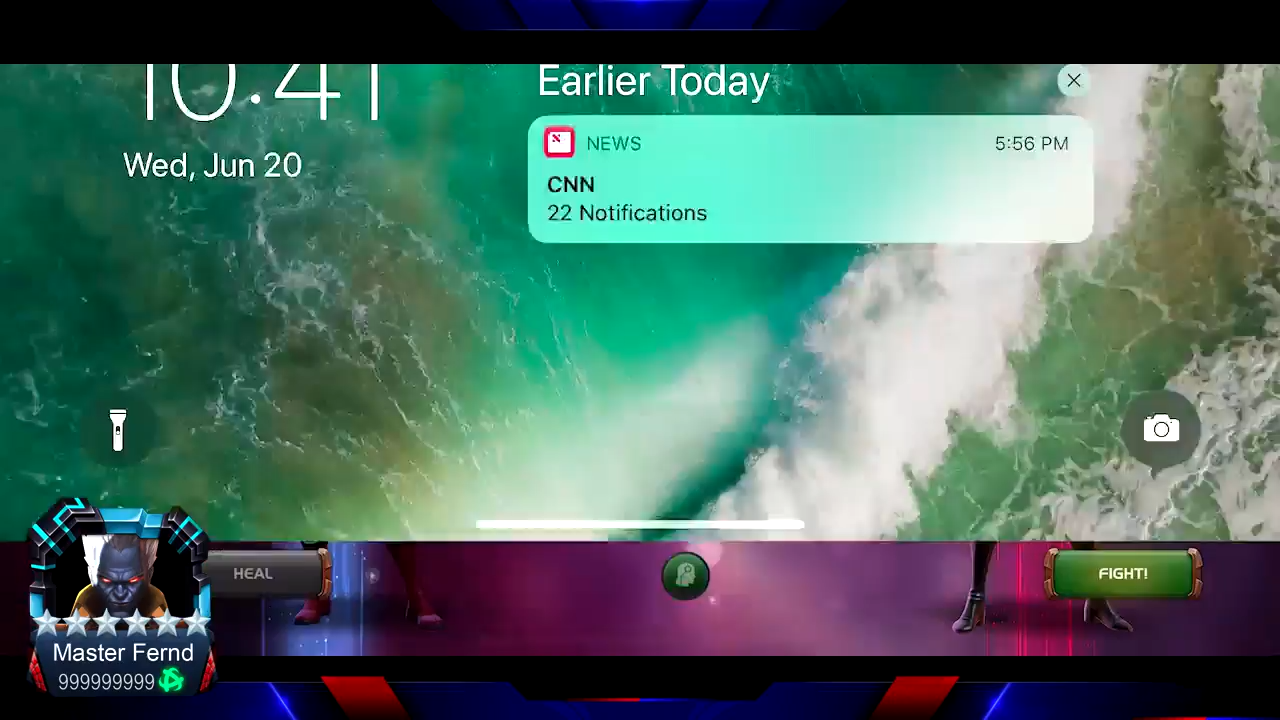 10:41
Wed, Jun 20
Earlier Today
NEWS
5:56 PM
CNN
22 Notifications
HEAL
FIGHT!
Master Fernd
999999999